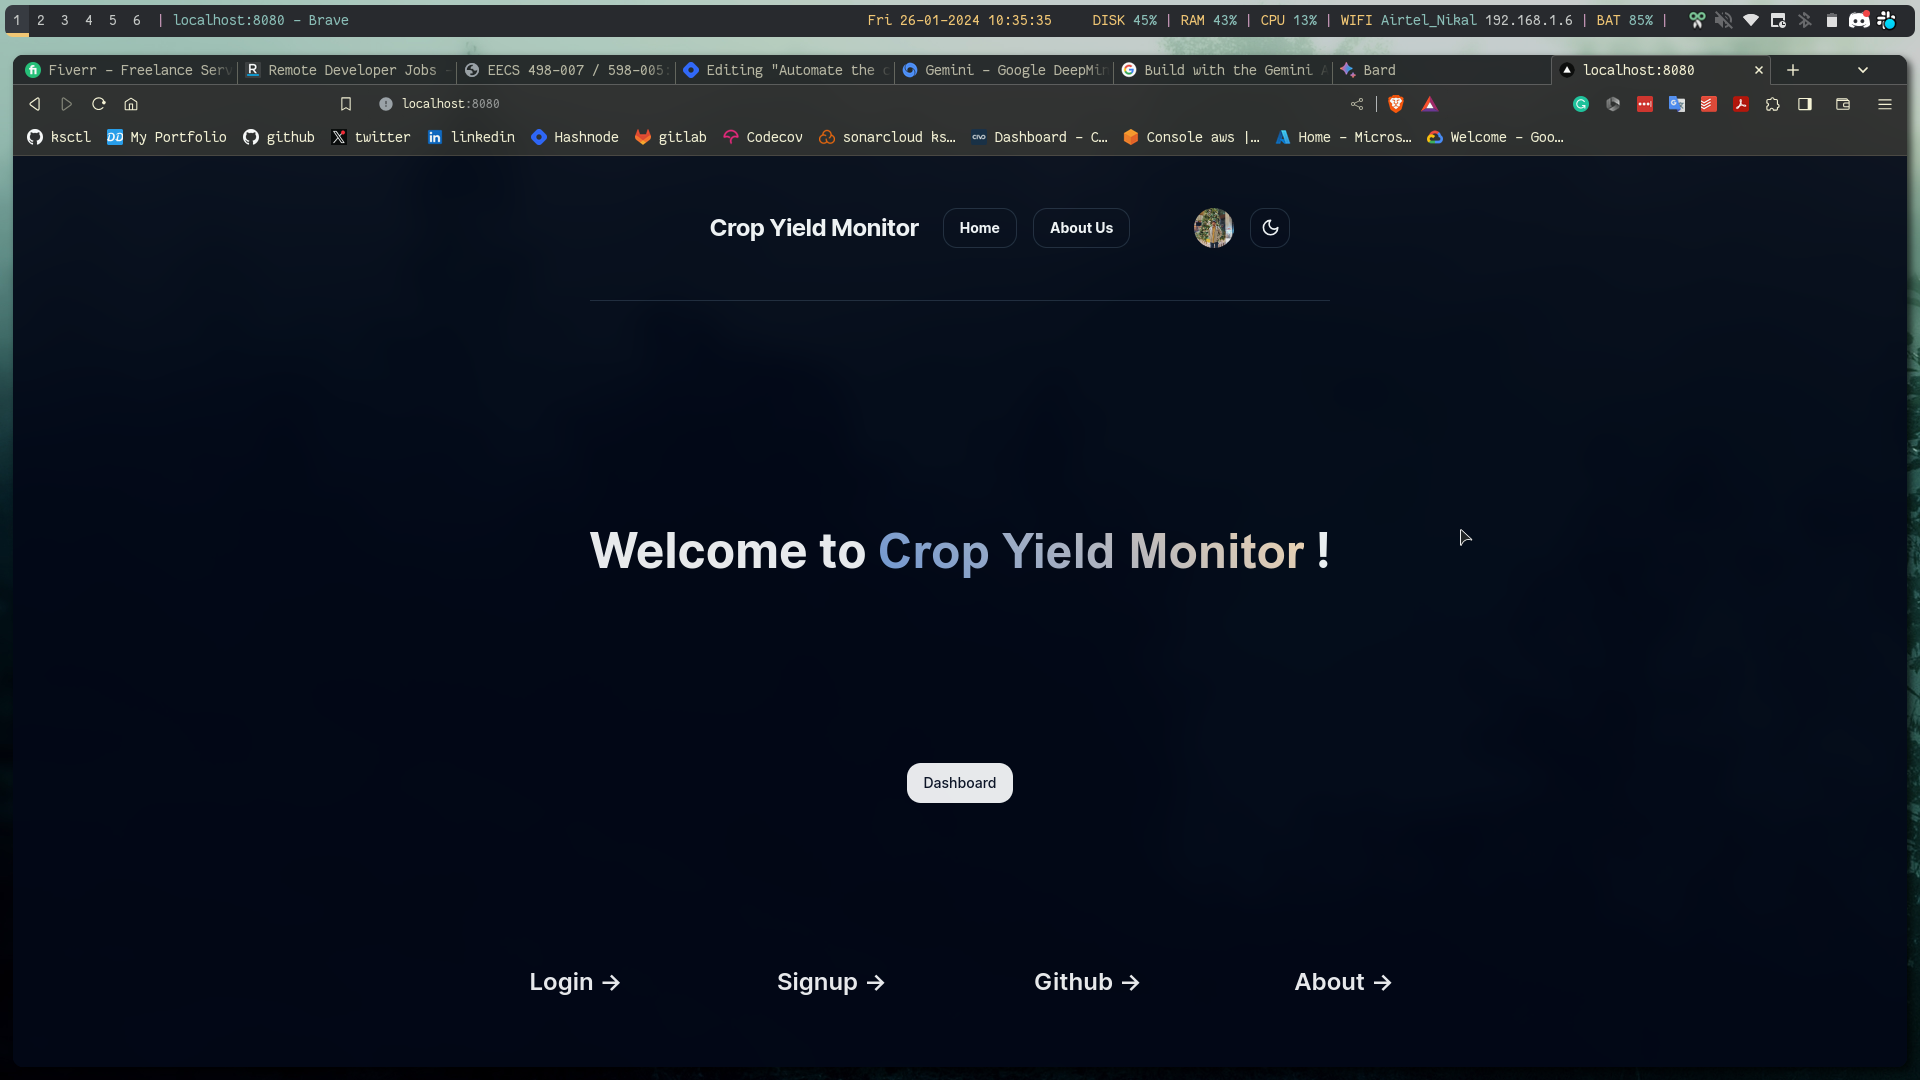 1 2 3 4 5 6 | localhost:8080 – Brave
Fri 26-01-2024 10:35:35
DISK 45% | RAM 43% | CPU 13% | WIFI Airtel_Nikal 192.168.1.6 | BAT 85% |
Fiverr – Freelance Serv
Remote Developer Jobs –
EECS 498-007 / 598-005:
Editing "Automate the
Gemini – Google DeepMin
Build with the Gemini
Bard
localhost:8080
localhost:8080
ksctl
My Portfolio
github
twitter
linkedin
Hashnode
gitlab
Codecov
sonarcloud ks…
Dashboard – C…
Console aws |…
Home – Micros…
Welcome – Goo…
Crop Yield Monitor
Home
About Us
Welcome to Crop Yield Monitor !
Dashboard
Login →
Signup →
Github →
About →